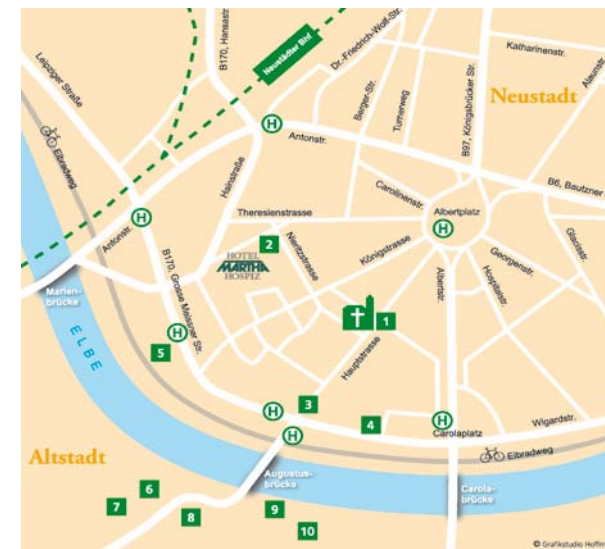 Leipziger Straße
B170, Hansastr.
Neustädter Bhf
Dr.-Friedrich-Wolf-Str.
Katharinenstr.
Alaunstr.
Neustadt
Berger-Str.
Turnerweg
B97, Königsbrücker Str.
Elbradweg
H
Antonstr.
B6, Bautzner
Hainstraße
Carolinenstr.
Theresienstrasse
Albertplatz
H
H
Antonstr.
2
Nieritzstrasse
HOTEL
MARTHA
HOSPIZ
Königstrasse
Georgenstr.
Glacisstr.
Hospitalstr.
Albertstr.
B170, Grosse Meissner Str.
Marien-
brücke
ELBE
1
H
5
Hauptstrasse
3
H
H
4
H
Carolaplatz
Wigardstr.
Elbradweg
Altstadt
Augustus-
brücke
Carola-
brücke
6
7
8
9
10
© Grafikstudio Hoffm